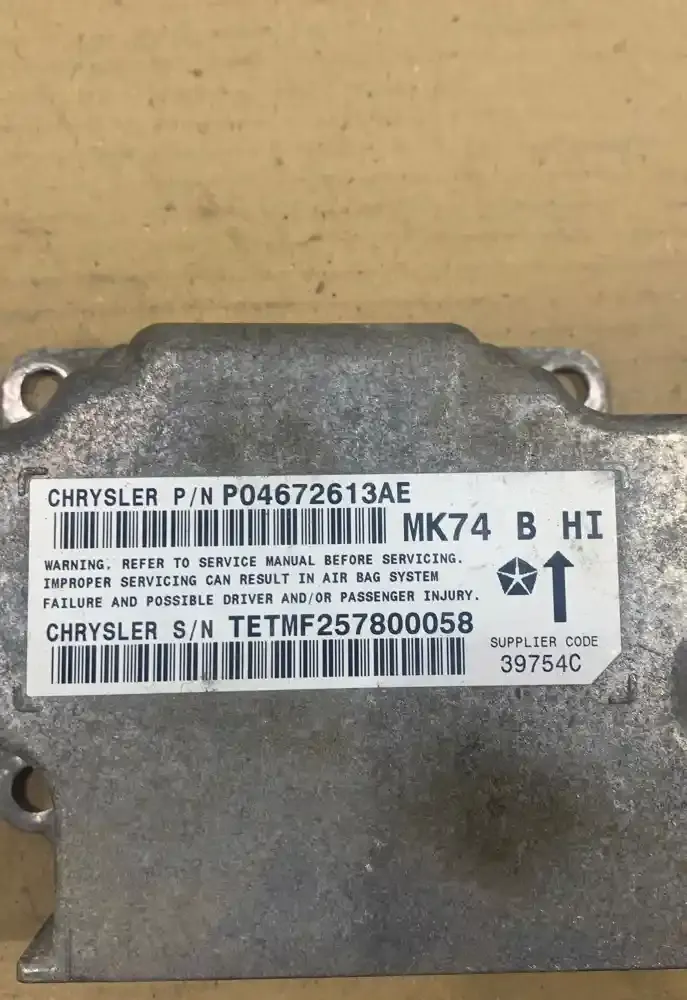 CHRYSLER P/N P04672613AE
MK74 B HI
WARNING. REFER TO SERVICE MANUAL BEFORE SERVICING.
IMPROPER SERVICING CAN RESULT IN AIR BAG SYSTEM
FAILURE AND POSSIBLE DRIVER AND/OR PASSENGER INJURY.
CHRYSLER S/N TETMF257800058
SUPPLIER CODE
39754C